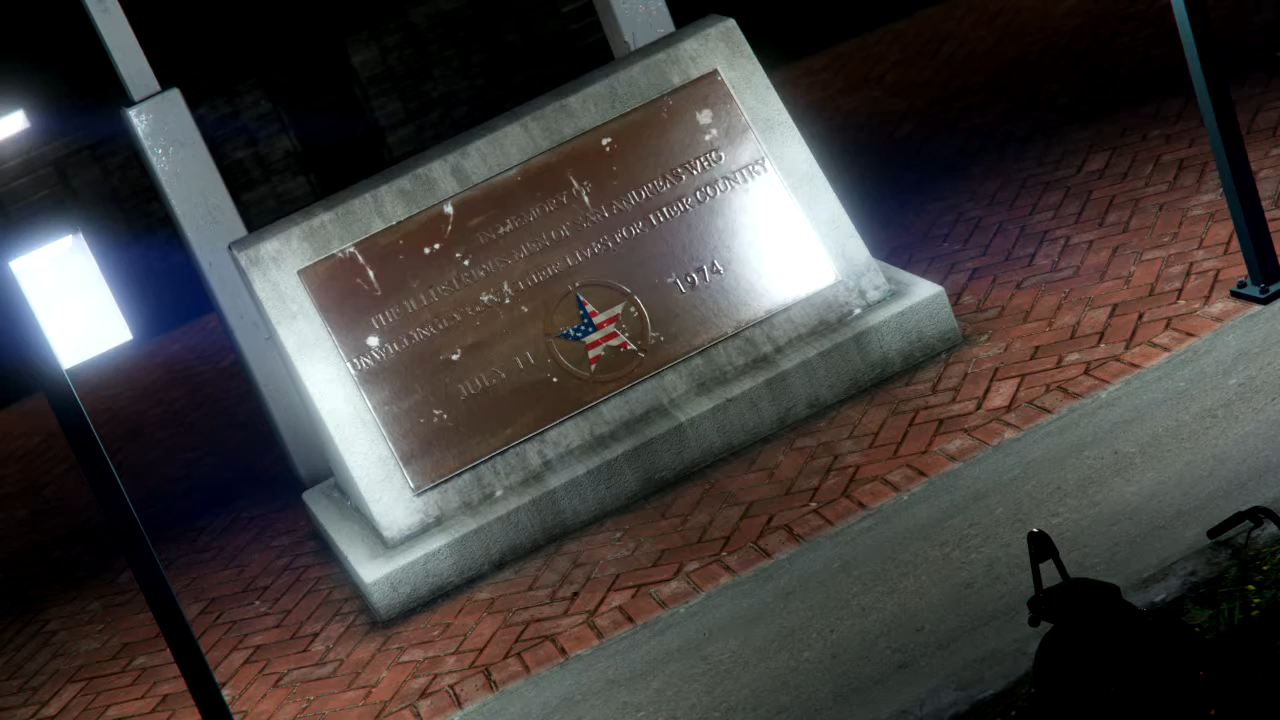 IN MEMORY OF
THE ILLUSTRIOUS MEN OF SAN ANDREAS WHO
UNWILLINGLY GAVE THEIR LIVES FOR THEIR COUNTRY
JULY 11 1974